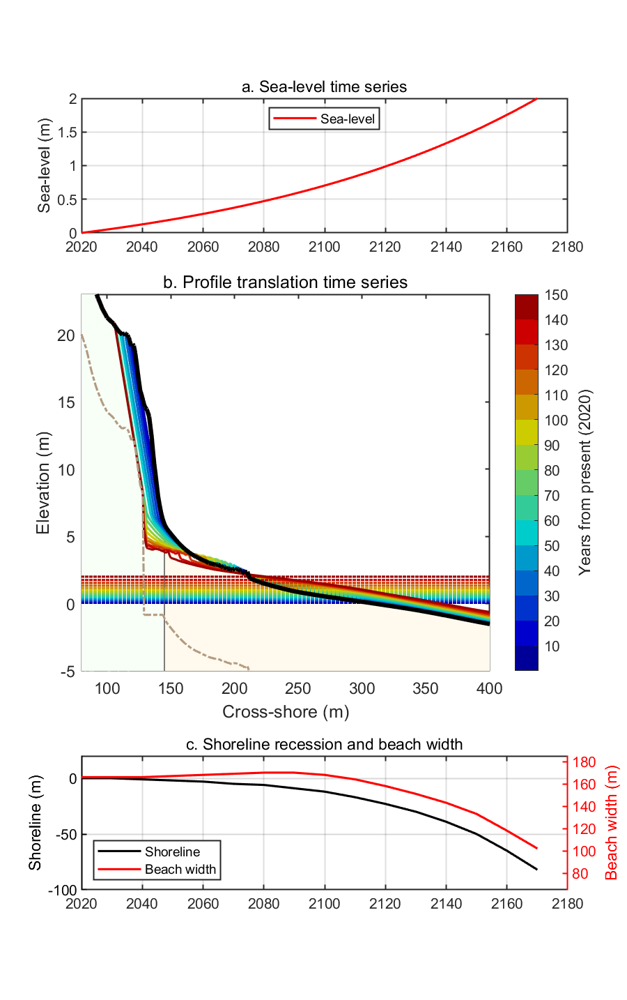 a. Sea-level time series
Sea-level (m)
2
1.5
1
0.5
0
Sea-level
2020 2040 2060 2080 2100 2120 2140 2160 2180
b. Profile translation time series
Elevation (m)
20
15
10
5
0
-5
100 150 200 250 300 350 400
Cross-shore (m)
150
140
130
120
110
100
90
80
70
60
50
40
30
20
10
Years from present (2020)
c. Shoreline recession and beach width
Shoreline (m)
0
-50
-100
Shoreline
Beach width
180
160
140
120
100
80
Beach width (m)
2020 2040 2060 2080 2100 2120 2140 2160 2180